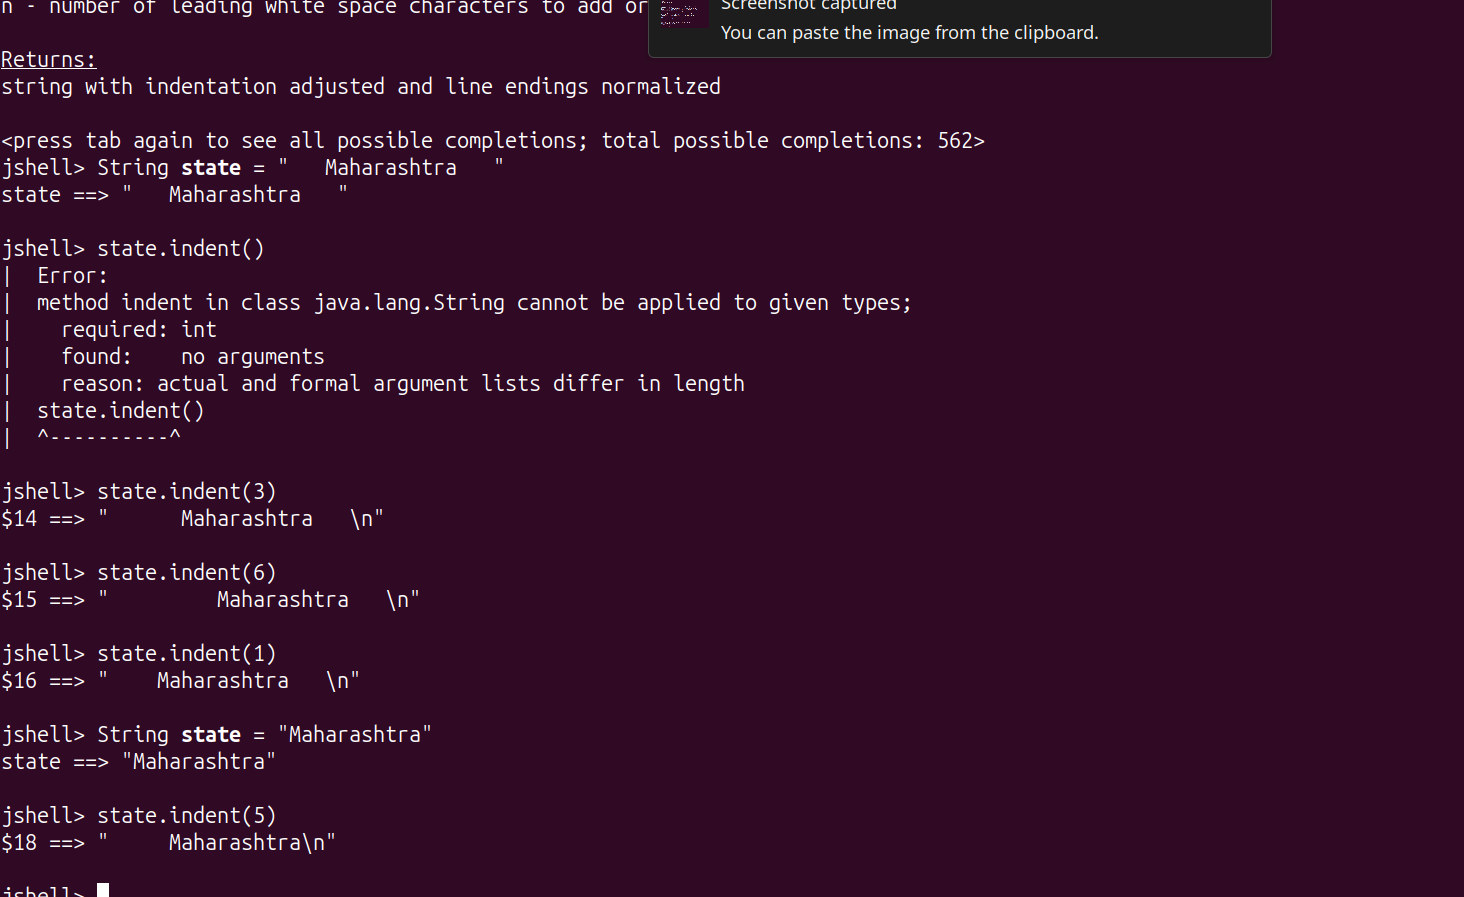 n - number of leading white space characters to add or
Screenshot captured
You can paste the image from the clipboard.
Returns:
string with indentation adjusted and line endings normalized
<press tab again to see all possible completions; total possible completions: 562>
jshell> String state = "   Maharashtra   "
state ==> "   Maharashtra   "
jshell> state.indent()
|  Error:
|  method indent in class java.lang.String cannot be applied to given types;
|    required: int
|    found:    no arguments
|    reason: actual and formal argument lists differ in length
|  state.indent()
|  ^----------^
jshell> state.indent(3)
$14 ==> "      Maharashtra   \n"
jshell> state.indent(6)
$15 ==> "         Maharashtra   \n"
jshell> state.indent(1)
$16 ==> "    Maharashtra   \n"
jshell> String state = "Maharashtra"
state ==> "Maharashtra"
jshell> state.indent(5)
$18 ==> "     Maharashtra\n"
jshell>